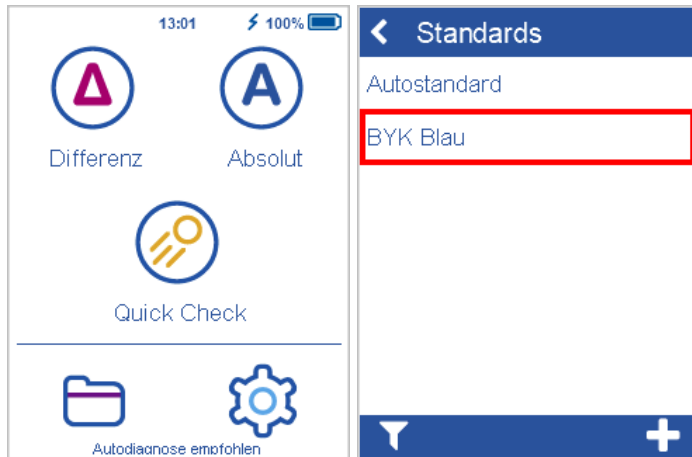 13:01 100%
Δ A
Differenz Absolut
Quick Check
Autodiagnose empfohlen
Standards
Autostandard
BYK Blau